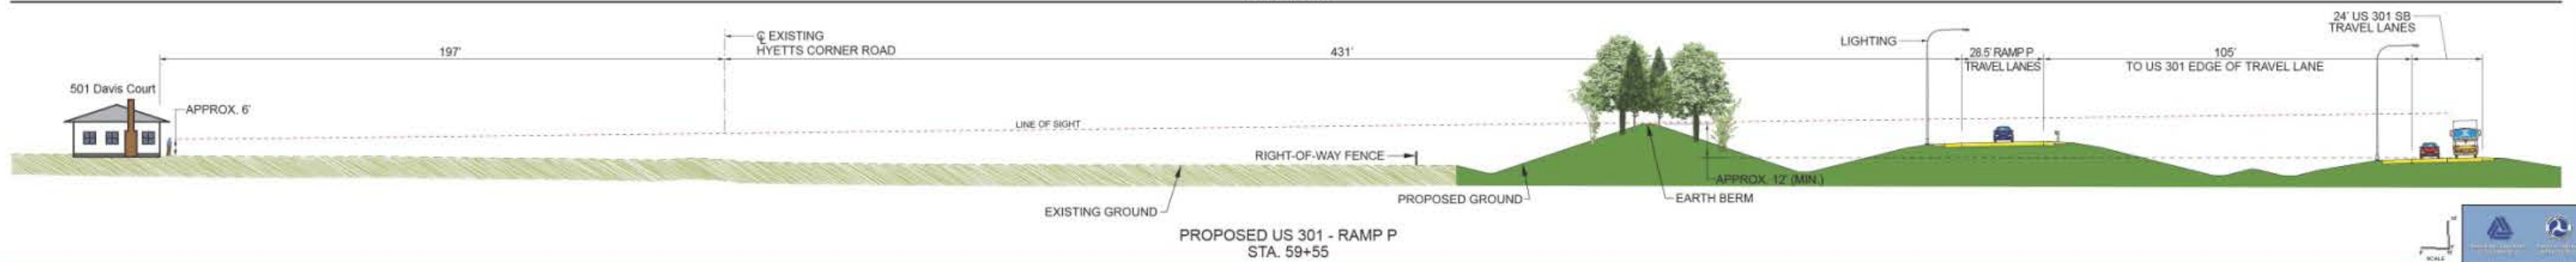 24' US 301 SB
TRAVEL LANES
℄ EXISTING
HYETTS CORNER ROAD
197'
431'
LIGHTING
28.5' RAMP P
TRAVEL LANES
105'
TO US 301 EDGE OF TRAVEL LANE
501 Davis Court
APPROX. 6'
LINE OF SIGHT
RIGHT-OF-WAY FENCE
APPROX. 12' (MIN.)
EXISTING GROUND
PROPOSED GROUND
EARTH BERM
PROPOSED US 301 - RAMP P
STA. 59+55
SCALE